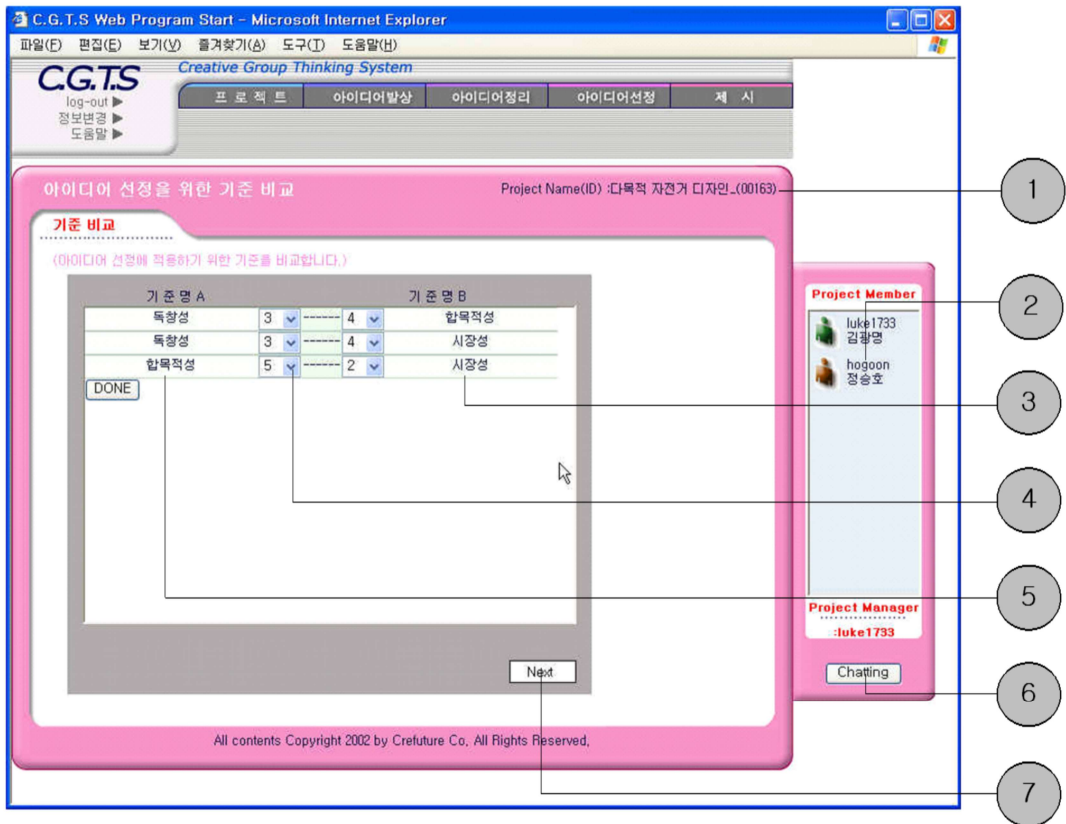 C.G.T.S Web Program Start - Microsoft Internet Explorer
파일(F) 편집(E) 보기(V) 즐겨찾기(A) 도구(T) 도움말(H)
C.G.T.S
Creative Group Thinking System
log-out ▶
정보변경 ▶
도움말 ▶
프 로 젝 트 아이디어발상 아이디어정리 아이디어선정 제 시
아이디어 선정을 위한 기준 비교
Project Name(ID) :다목적 자전거 디자인_(00163)
1
기준 비교
(아이디어 선정에 적용하기 위한 기준를 비교합니다.)
기 준 명 A 기 준 명 B
독창성 3 ------ 4 합목적성
독창성 3 ------ 4 시장성
합목적성 5 ------ 2 시장성
DONE
Next
Project Member
luke1733
김광명
hogoon
정승호
Project Manager
:luke1733
Chatting
2
3
4
5
6
7
All contents Copyright 2002 by Crefuture Co, All Rights Reserved,